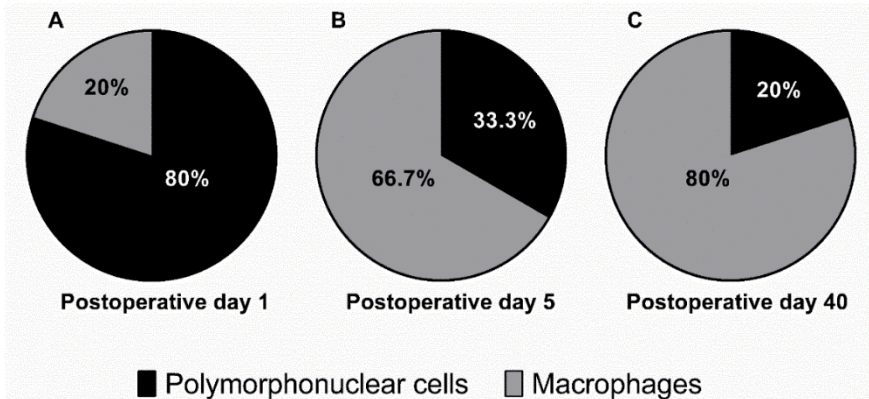 A
B
C
20%
80%
33.3%
66.7%
20%
80%
Postoperative day 1
Postoperative day 5
Postoperative day 40
Polymorphonuclear cells
Macrophages